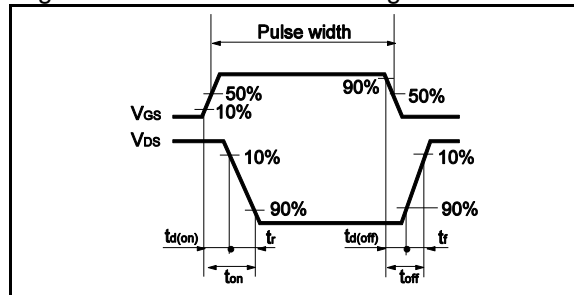 Pulse width
90%
50%
50%
10%
VGS
VDS
10%
10%
90%
90%
td(on)
tr
td(off)
tf
ton
toff